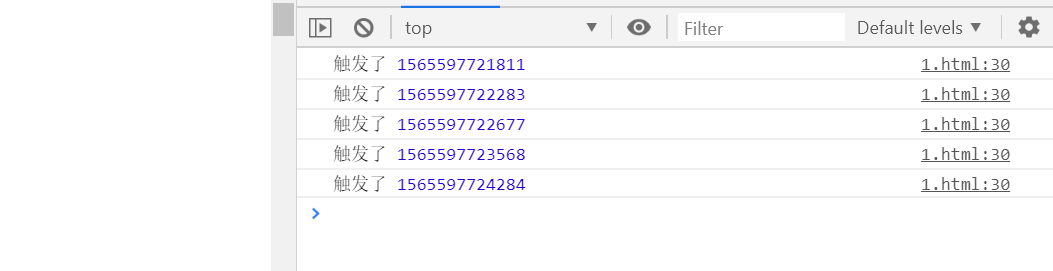 top Filter Default levels
触发了 1565597721811 1.html:30
触发了 1565597722283 1.html:30
触发了 1565597722677 1.html:30
触发了 1565597723568 1.html:30
触发了 1565597724284 1.html:30